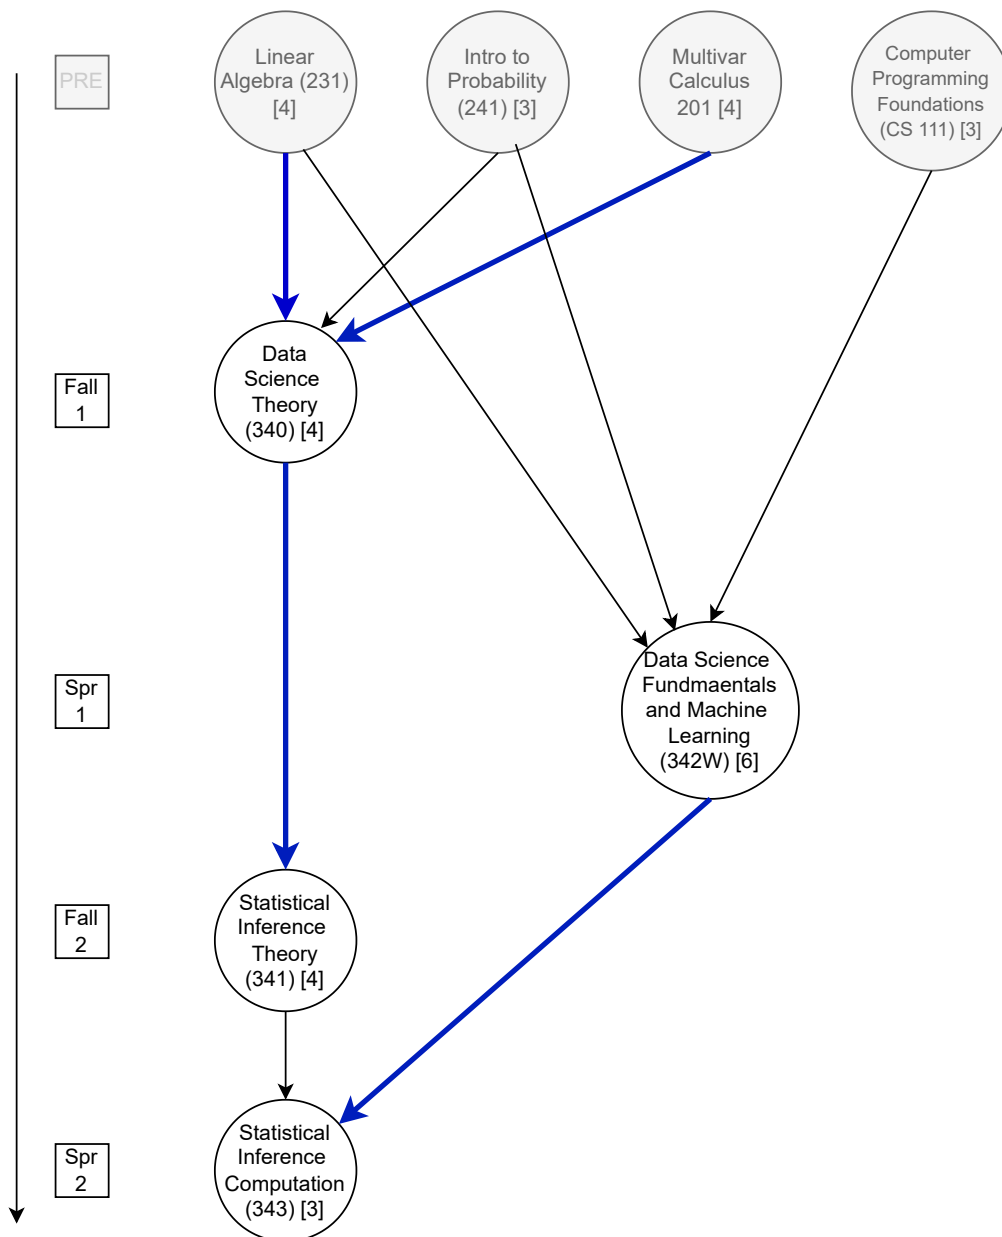 PRE
Linear
Algebra (231)
[4]
Intro to
Probability
(241) [3]
Multivar
Calculus
201 [4]
Computer
Programming
Foundations
(CS 111) [3]
Fall
1
Data
Science
Theory
(340) [4]
Spr
1
Data Science
Fundmaentals
and Machine
Learning
(342W) [6]
Fall
2
Statistical
Inference
Theory
(341) [4]
Spr
2
Statistical
Inference
Computation
(343) [3]